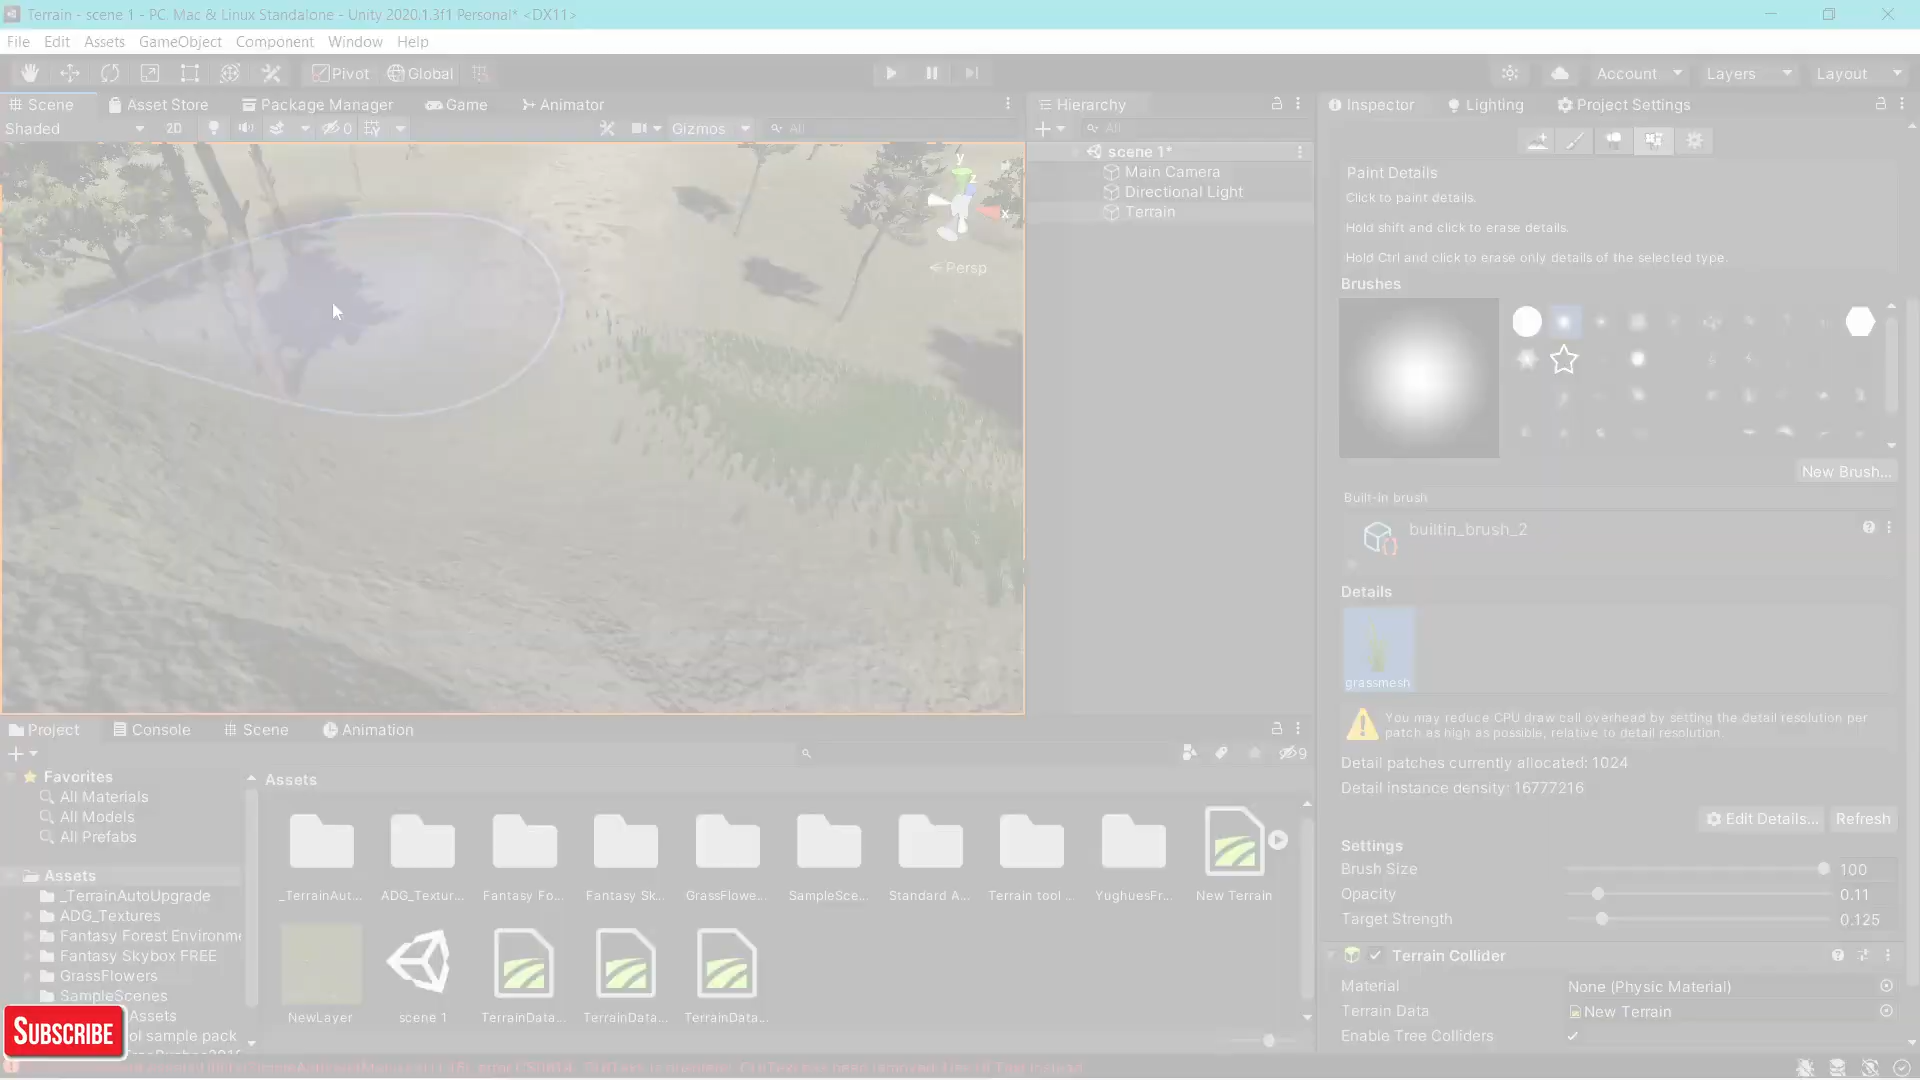 Terrain - scene 1 - PC, Mac & Linux Standalone - Unity 2020.1.3f1 Personal* <DX11>
File Edit Assets GameObject Component Window Help
Pivot Global Account Layers Layout
Scene Asset Store Package Manager Game Animator
Shaded 2D 0 Gizmos All
y
z
x
Persp
Hierarchy
All
scene 1*
Main Camera
Directional Light
Terrain
Inspector Lighting Project Settings
Paint Details
Click to paint details.
Hold shift and click to erase details.
Hold Ctrl and click to erase only details of the selected type.
Brushes
New Brush...
Built-in brush
builtin_brush_2
Details
grassmesh
You may reduce CPU draw call overhead by setting the detail resolution per
patch as high as possible, relative to detail resolution.
Detail patches currently allocated: 1024
Detail instance density: 16777216
Edit Details... Refresh
Settings
Brush Size 100
Opacity 0.11
Target Strength 0.125
Terrain Collider
Material None (Physic Material)
Terrain Data New Terrain
Enable Tree Colliders
Project Console Scene Animation
9
Favorites
All Materials
All Models
All Prefabs
Assets
_TerrainAutoUpgrade
ADG_Textures
Fantasy Forest Environme
Fantasy Skybox FREE
GrassFlowers
SampleScenes
Assets
ol sample pack
Assets
_TerrainAut... ADG_Textur... Fantasy Fo... Fantasy Sk... GrassFlowe... SampleSce... Standard A... Terrain tool ... YughuesFr... New Terrain
NewLayer scene 1 TerrainData... TerrainData... TerrainData...
SUBSCRIBE